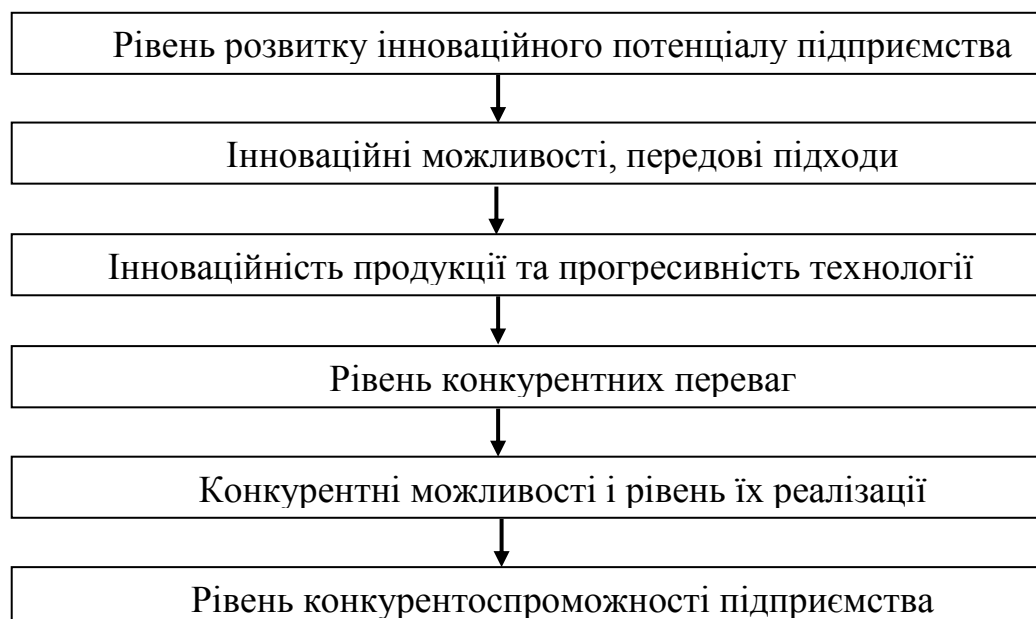 Рівень розвитку інноваційного потенціалу підприємства
Інноваційні можливості, передові підходи
Інноваційність продукції та прогресивність технології
Рівень конкурентних переваг
Конкурентні можливості і рівень їх реалізації
Рівень конкурентоспроможності підприємства